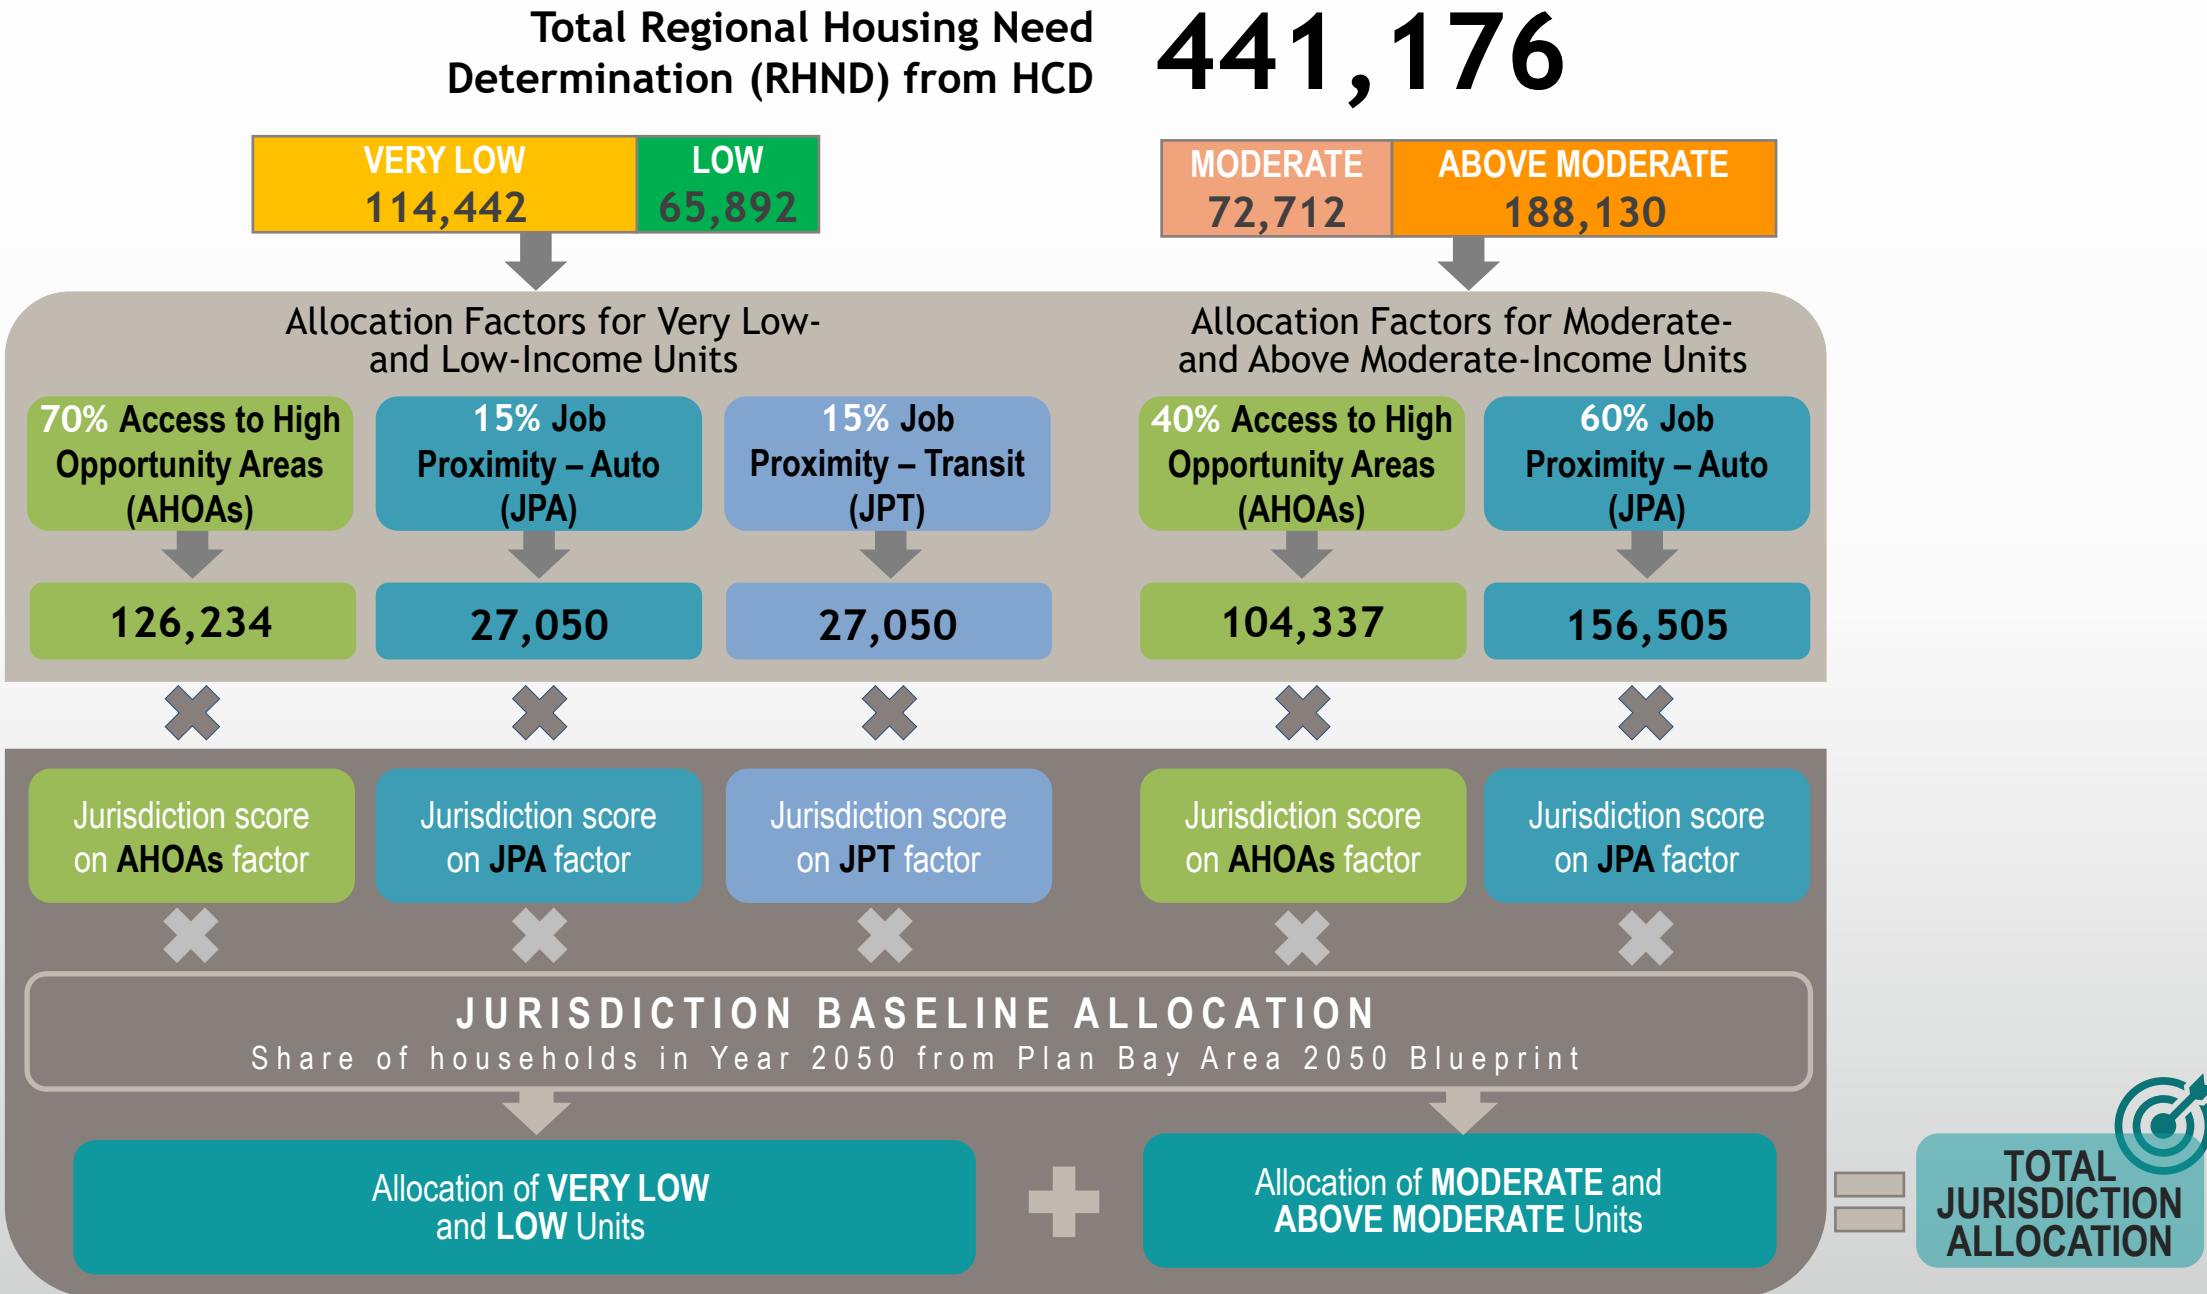 Total Regional Housing Need
Determination (RHND) from HCD
441,176
VERY LOW
114,442
LOW
65,892
MODERATE
72,712
ABOVE MODERATE
188,130
Allocation Factors for Very Low-
and Low-Income Units
Allocation Factors for Moderate-
and Above Moderate-Income Units
70% Access to High
Opportunity Areas
(AHOAs)
15% Job
Proximity – Auto
(JPA)
15% Job
Proximity – Transit
(JPT)
40% Access to High
Opportunity Areas
(AHOAs)
60% Job
Proximity – Auto
(JPA)
126,234
27,050
27,050
104,337
156,505
Jurisdiction score
on AHOAs factor
Jurisdiction score
on JPA factor
Jurisdiction score
on JPT factor
Jurisdiction score
on AHOAs factor
Jurisdiction score
on JPA factor
JURISDICTION BASELINE ALLOCATION
Share of households in Year 2050 from Plan Bay Area 2050 Blueprint
Allocation of VERY LOW
and LOW Units
Allocation of MODERATE and
ABOVE MODERATE Units
TOTAL
JURISDICTION
ALLOCATION